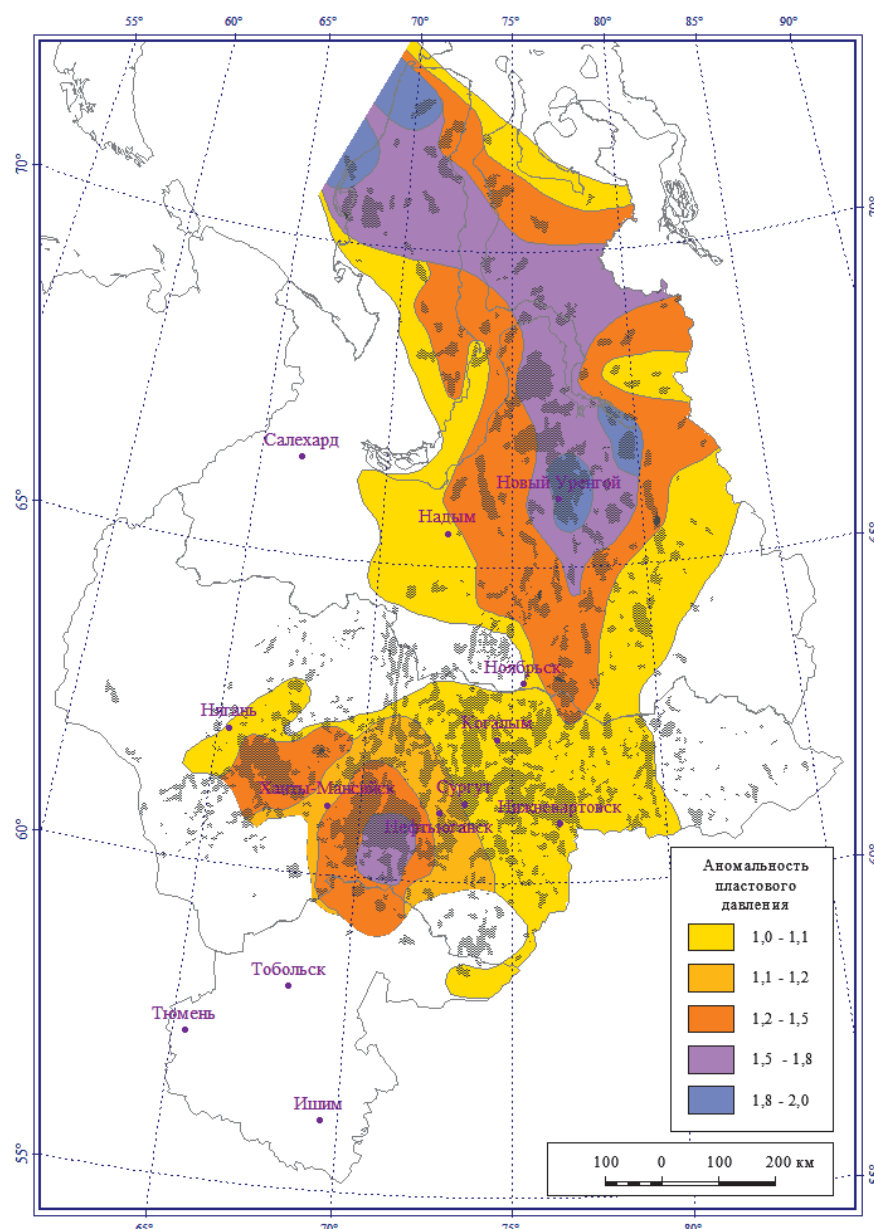 55° 60° 65° 70° 75° 80° 85° 90°
70°
70°
Салехард
Новый Уренгой
65°
Надым
65°
Ноябрьск
Нягань
Когалым
Ханты-Мансийск
Сургут
Нижневартовск
Нефтьюганск
60°
60°
Аномальность
пластового
давления
1,0 - 1,1
1,1 - 1,2
1,2 - 1,5
1,5 - 1,8
1,8 - 2,0
Тобольск
Тюмень
Ишим
55°
55°
100 0 100 200 км
65° 70° 75° 80°